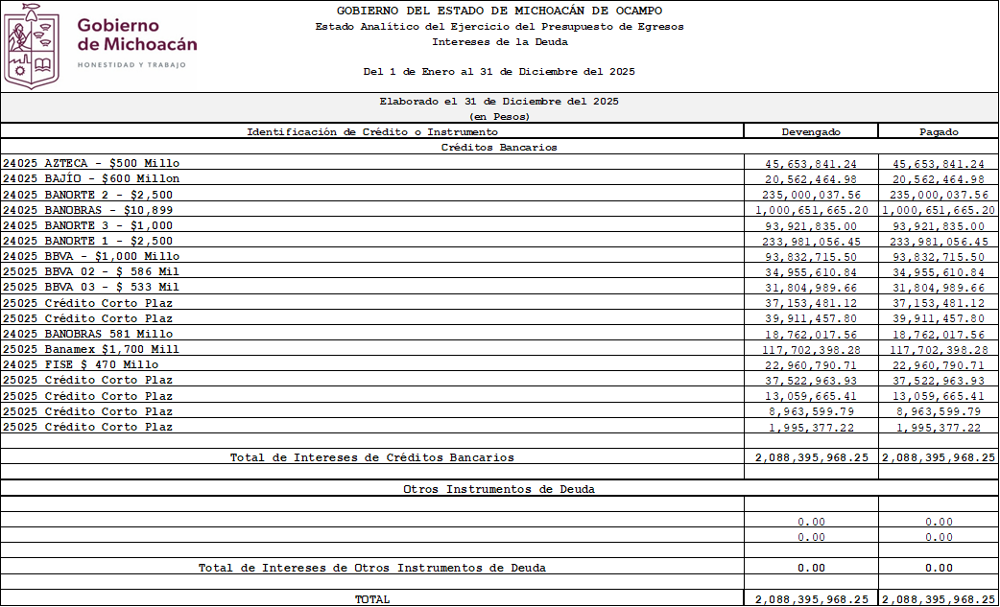 Gobierno
de Michoacán
HONESTIDAD Y TRABAJO
GOBIERNO DEL ESTADO DE MICHOACÁN DE OCAMPO
Estado Analítico del Ejercicio del Presupuesto de Egresos
Intereses de la Deuda
Del 1 de Enero al 31 de Diciembre del 2025
Elaborado el 31 de Diciembre del 2025
(en Pesos)
Identificación de Crédito o Instrumento Devengado Pagado
Créditos Bancarios
24025 AZTECA - $500 Millo 45,653,841.24 45,653,841.24
24025 BAJÍO - $600 Millon 20,562,464.98 20,562,464.98
24025 BANORTE 2 - $2,500 235,000,037.56 235,000,037.56
24025 BANOBRAS - $10,899 1,000,651,665.20 1,000,651,665.20
24025 BANORTE 3 - $1,000 93,921,835.00 93,921,835.00
24025 BANORTE 1 - $2,500 233,981,056.45 233,981,056.45
24025 BBVA - $1,000 Millo 93,832,715.50 93,832,715.50
25025 BBVA 02 - $ 586 Mil 34,955,610.84 34,955,610.84
25025 BBVA 03 - $ 533 Mil 31,804,989.66 31,804,989.66
25025 Crédito Corto Plaz 37,153,481.12 37,153,481.12
25025 Crédito Corto Plaz 39,911,457.80 39,911,457.80
24025 BANOBRAS 581 Millo 18,762,017.56 18,762,017.56
25025 Banamex $1,700 Mill 117,702,398.28 117,702,398.28
24025 FISE $ 470 Millo 22,960,790.71 22,960,790.71
25025 Crédito Corto Plaz 37,522,963.93 37,522,963.93
25025 Crédito Corto Plaz 13,059,665.41 13,059,665.41
25025 Crédito Corto Plaz 8,963,599.79 8,963,599.79
25025 Crédito Corto Plaz 1,995,377.22 1,995,377.22
Total de Intereses de Créditos Bancarios 2,088,395,968.25 2,088,395,968.25
Otros Instrumentos de Deuda
0.00 0.00
0.00 0.00
Total de Intereses de Otros Instrumentos de Deuda 0.00 0.00
TOTAL 2,088,395,968.25 2,088,395,968.25